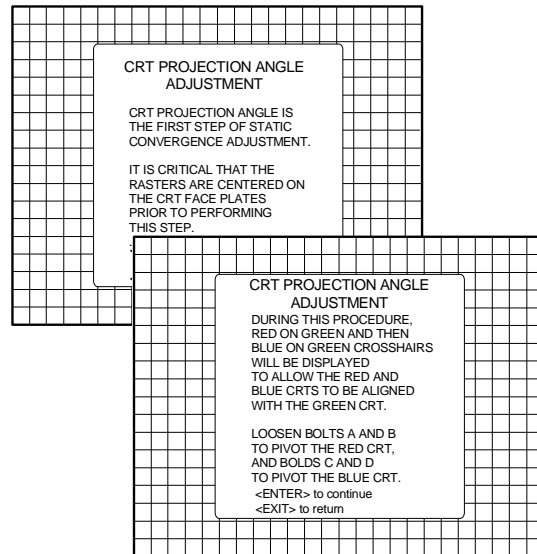 CRT PROJECTION ANGLE
ADJUSTMENT
CRT PROJECTION ANGLE IS
THE FIRST STEP OF STATIC
CONVERGENCE ADJUSTMENT.
IT IS CRITICAL THAT THE
RASTERS ARE CENTERED ON
THE CRT FACE PLATES
PRIOR TO PERFORMING
THIS STEP.
CRT PROJECTION ANGLE
ADJUSTMENT
DURING THIS PROCEDURE,
RED ON GREEN AND THEN
BLUE ON GREEN CROSSHAIRS
WILL BE DISPLAYED
TO ALLOW THE RED AND
BLUE CRTS TO BE ALIGNED
WITH THE GREEN CRT.
LOOSEN BOLTS A AND B
TO PIVOT THE RED CRT,
AND BOLDS C AND D
TO PIVOT THE BLUE CRT.
<ENTER> to continue
<EXIT> to return